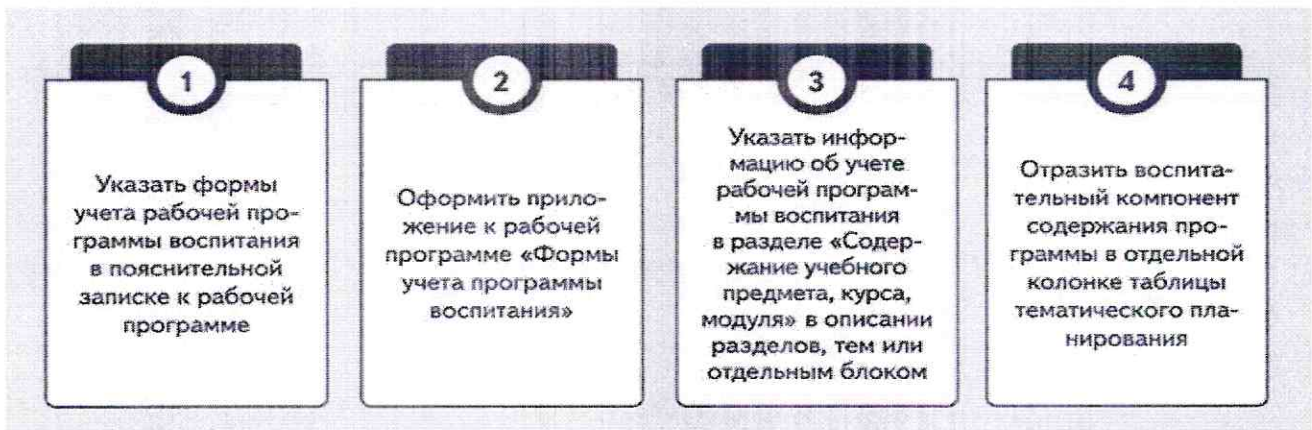 1
Указать формы
учета рабочей про-
граммы воспитания
в пояснительной
записке к рабочей
программе
2
Оформить прило-
жение к рабочей
программе «Формы
учета программы
воспитания»
3
Указать инфор-
мацию об учете
рабочей програм-
мы воспитания
в разделе «Содер-
жание учебного
предмета, курса,
модуля» в описании
разделов, тем или
отдельным блоком
4
Отразить воспита-
тельный компонент
содержания про-
граммы в отдельной
колонке таблицы
тематического пла-
нирования